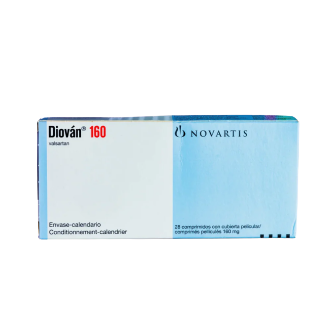 Diován® 160
valsartan
NOVARTIS
Envase-calendario
Conditionnement-calendrier
28 comprimidos con cubierta pelicular/
comprimés pelliculés 160 mg